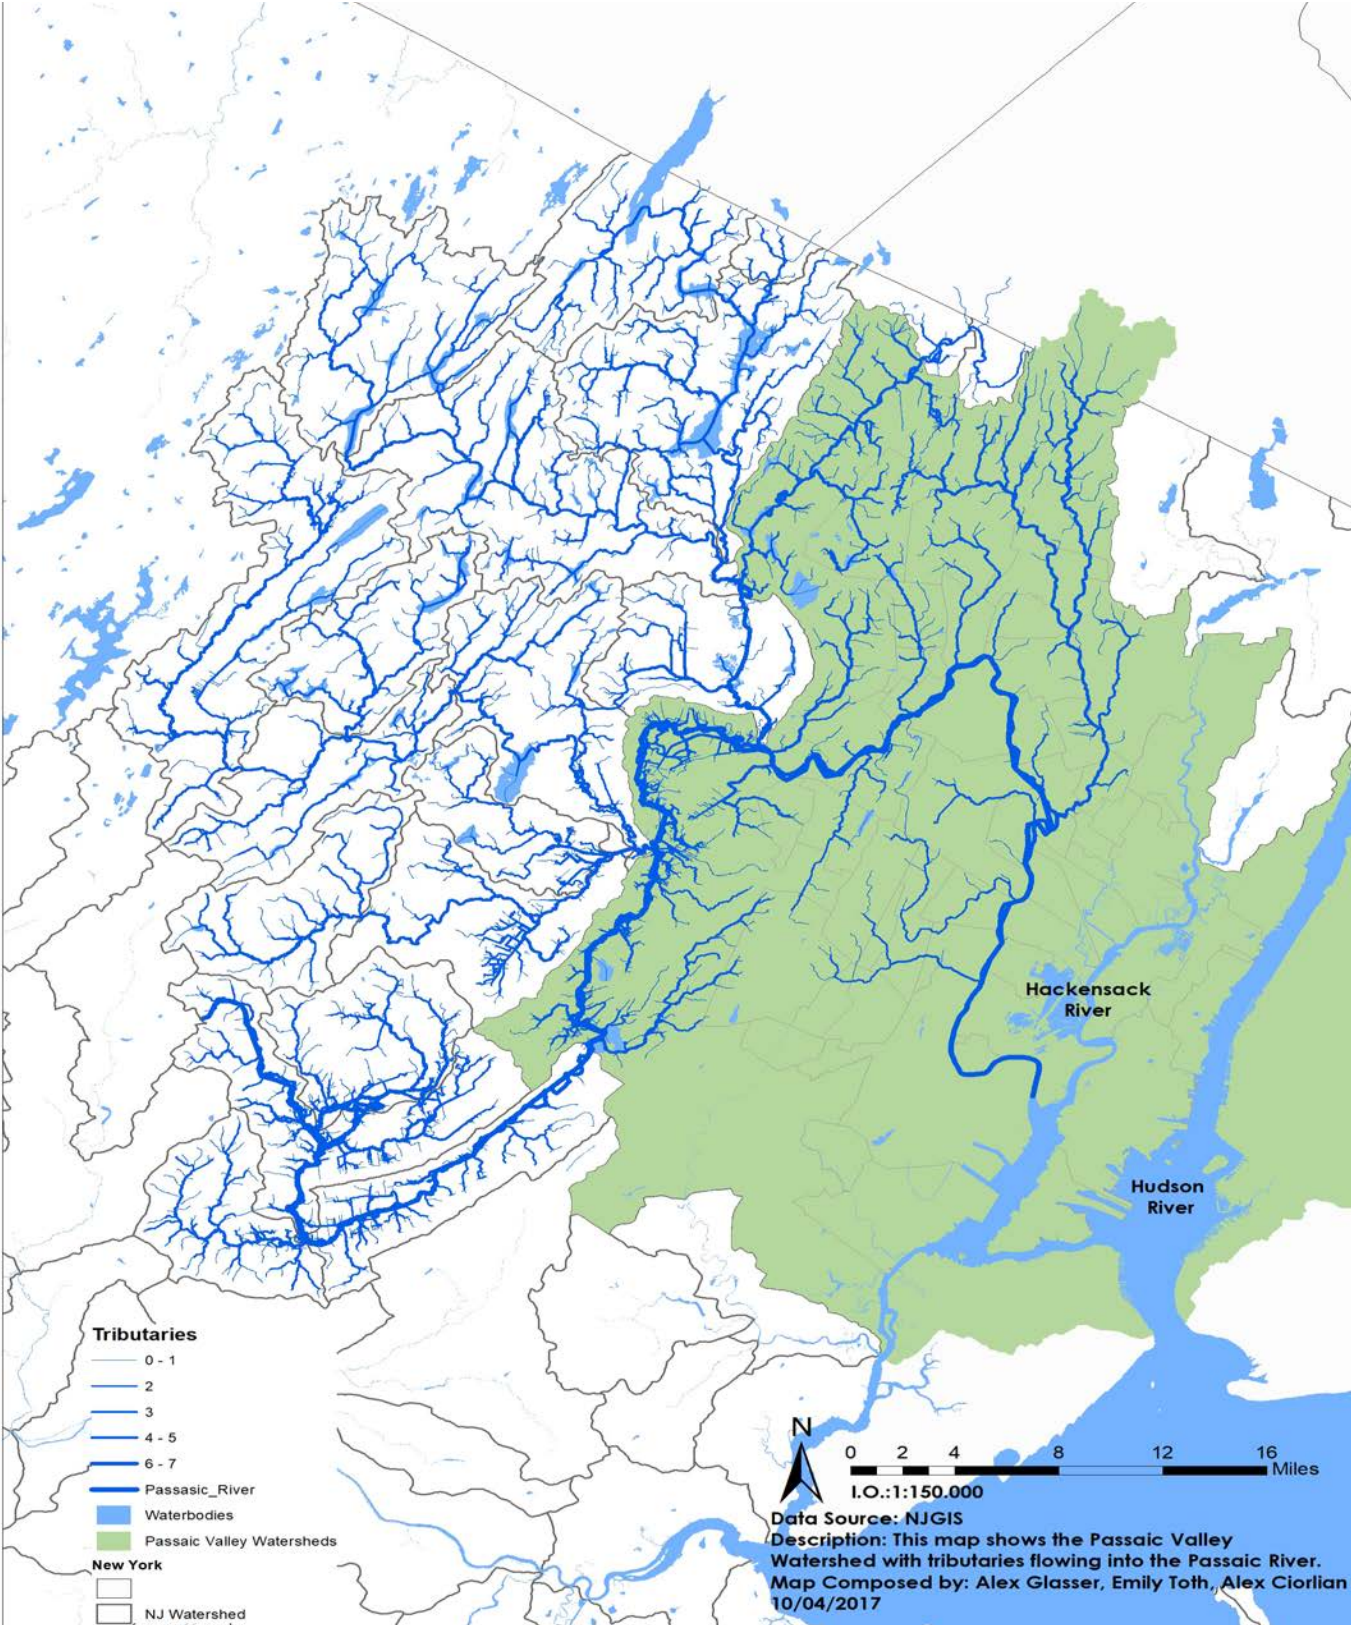 Hackensack
River
Hudson
River
Tributaries
0 - 1
2
3
4 - 5
6 - 7
Passasic_River
Waterbodies
Passaic Valley Watersheds
New York
NJ Watershed
N
0 2 4 8 12 16
Miles
I.O.:1:150.000
Data Source: NJGIS
Description: This map shows the Passaic Valley
Watershed with tributaries flowing into the Passaic River.
Map Composed by: Alex Glasser, Emily Toth, Alex Ciorlian
10/04/2017